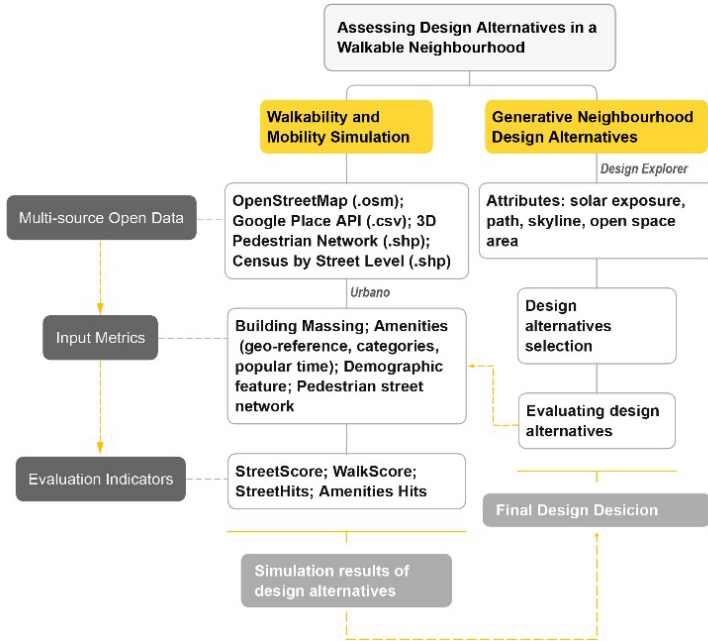 Assessing Design Alternatives in a
Walkable Neighbourhood
Walkability and
Mobility Simulation
Generative Neighbourhood
Design Alternatives
Design Explorer
Multi-source Open Data
OpenStreetMap (.osm);
Google Place API (.csv); 3D
Pedestrian Network (.shp);
Census by Street Level (.shp)
Attributes: solar exposure,
path, skyline, open space
area
Urbano
Input Metrics
Building Massing; Amenities
(geo-reference, categories,
popular time); Demographic
feature; Pedestrian street
network
Design
alternatives
selection
Evaluating design
alternatives
Evaluation Indicators
StreetScore; WalkScore;
StreetHits; Amenities Hits
Final Design Desicion
Simulation results of
design alternatives